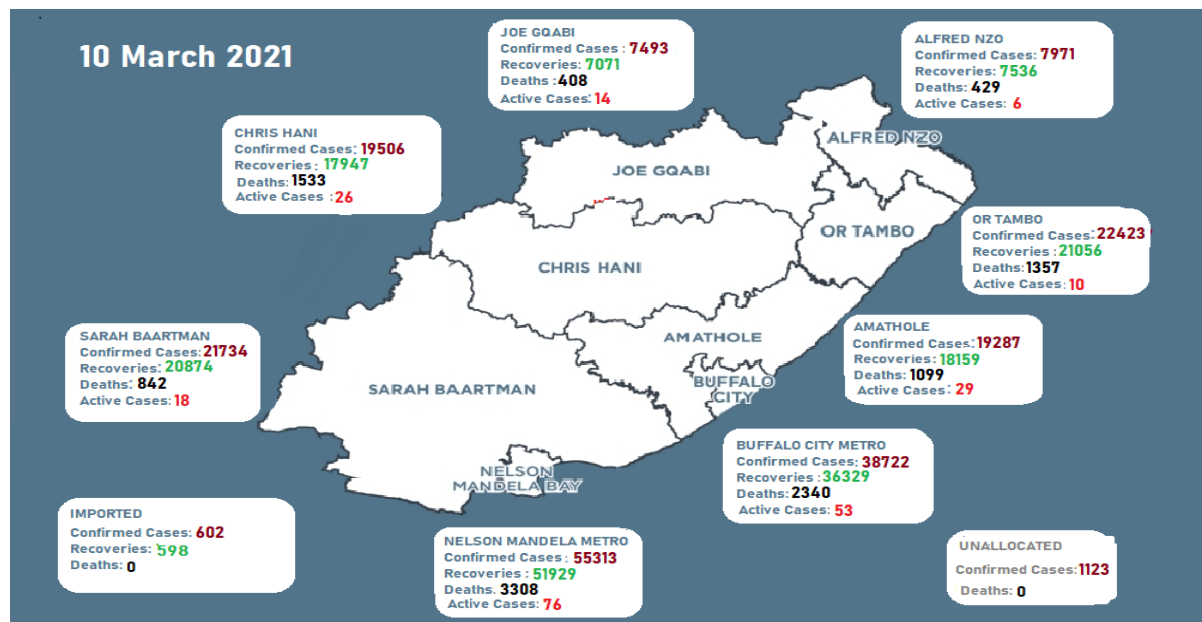 10 March 2021
JOE GQABI
Confirmed Cases : 7493
Recoveries: 7071
Deaths : 408
Active Cases: 14
ALFRED NZO
Confirmed Cases: 7971
Recoveries: 7536
Deaths: 429
Active Cases: 6
CHRIS HANI
Confirmed Cases: 19506
Recoveries : 17947
Deaths: 1533
Active Cases : 26
ALFRED NZO
JOE GQABI
OR TAMBO
CHRIS HANI
OR TAMBO
Confirmed Cases: 22423
Recoveries : 21056
Deaths: 1357
Active Cases : 10
SARAH BAARTMAN
Confirmed Cases: 21734
Recoveries: 20874
Deaths: 842
Active Cases: 18
AMATHOLE
SARAH BAARTMAN
BUFFALO
CITY
AMATHOLE
Confirmed Cases: 19287
Recoveries: 18159
Deaths: 1099
Active Cases : 29
NELSON
MANDELA BAY
BUFFALO CITY METRO
Confirmed Cases: 38722
Recoveries : 36329
Deaths: 2340
Active Cases: 53
IMPORTED
Confirmed Cases: 602
Recoveries: 598
Deaths: 0
NELSON MANDELA METRO
Confirmed Cases : 55313
Recoveries : 51929
Deaths. 3308
Active Cases: 76
UNALLOCATED
Confirmed Cases: 1123
Deaths: 0